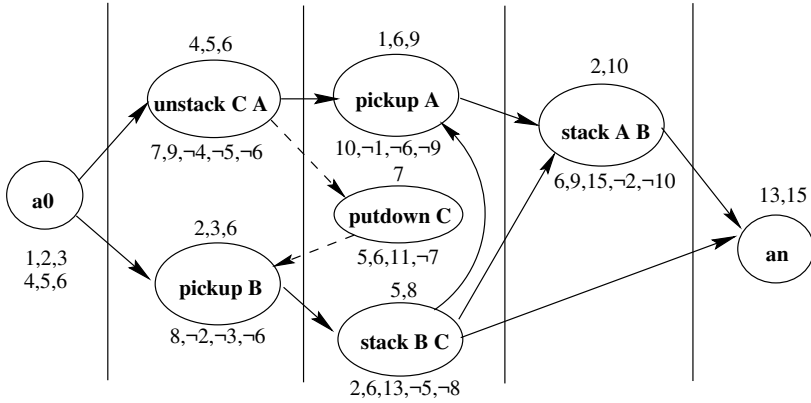 a0
1,2,3
4,5,6
4,5,6
unstack C A
7,9,¬4,¬5,¬6
2,3,6
pickup B
8,¬2,¬3,¬6
1,6,9
pickup A
10,¬1,¬6,¬9
7
putdown C
5,6,11,¬7
5,8
stack B C
2,6,13,¬5,¬8
2,10
stack A B
6,9,15,¬2,¬10
13,15
an